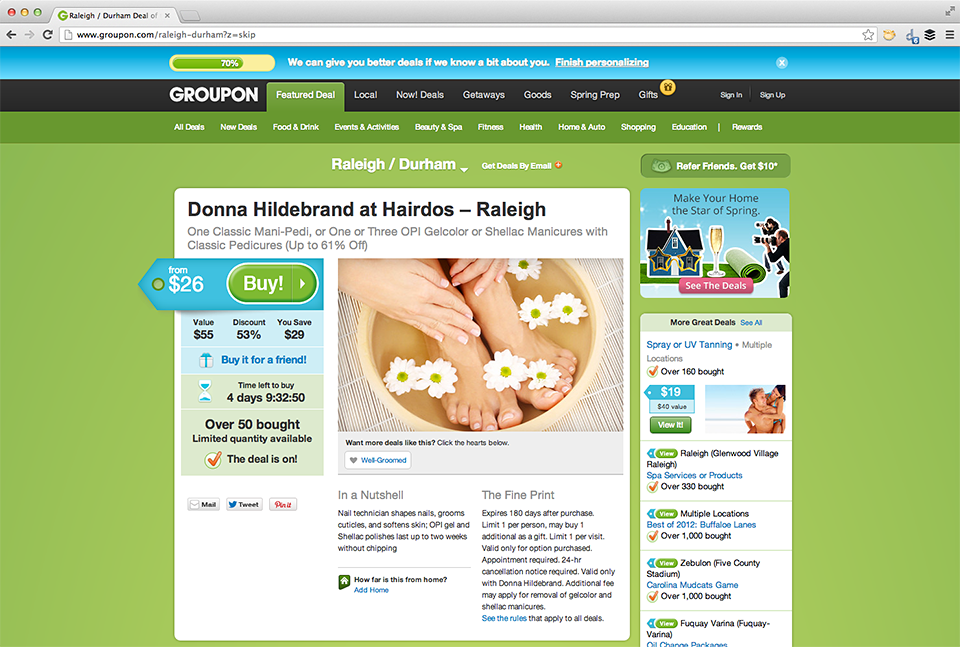 Raleigh / Durham Deal of
www.groupon.com/raleigh-durham?z=skip
6
70%
We can give you better deals if we know a bit about you. Finish personalizing
GROUPON
Featured Deal
Local
Now! Deals
Getaways
Goods
Spring Prep
Gifts
Sign In
Sign Up
All Deals
New Deals
Food & Drink
Events & Activities
Beauty & Spa
Fitness
Health
Home & Auto
Shopping
Education
|
Rewards
Raleigh / Durham
Get Deals By Email
Refer Friends. Get $10*
Donna Hildebrand at Hairdos – Raleigh
One Classic Mani-Pedi, or One or Three OPI Gelcolor or Shellac Manicures with
Classic Pedicures (Up to 61% Off)
from
$26
Buy!
Value
Discount
You Save
$55
53%
$29
Buy it for a friend!
Time left to buy
4 days 9:32:50
Over 50 bought
Limited quantity available
The deal is on!
Mail
Tweet
Pin it
Want more deals like this? Click the hearts below.
Well-Groomed
In a Nutshell
Nail technician shapes nails, grooms
cuticles, and softens skin; OPI gel and
Shellac polishes last up to two weeks
without chipping
How far is this from home?
Add Home
The Fine Print
Expires 180 days after purchase.
Limit 1 per person, may buy 1
additional as a gift. Limit 1 per visit.
Valid only for option purchased.
Appointment required. 24-hr
cancellation notice required. Valid only
with Donna Hildebrand. Additional fee
may apply for removal of gelcolor and
shellac manicures.
See the rules that apply to all deals.
Make Your Home
the Star of Spring.
See The Deals
More Great Deals See All
Spray or UV Tanning • Multiple
Locations
Over 160 bought
$19
$40 value
View it!
View Raleigh (Glenwood Village
Raleigh)
Spa Services or Products
Over 330 bought
View Multiple Locations
Best of 2012: Buffaloe Lanes
Over 1,000 bought
View Zebulon (Five County
Stadium)
Carolina Mudcats Game
Over 1,000 bought
View Fuquay Varina (Fuquay-
Varina)
Oil Change Packages